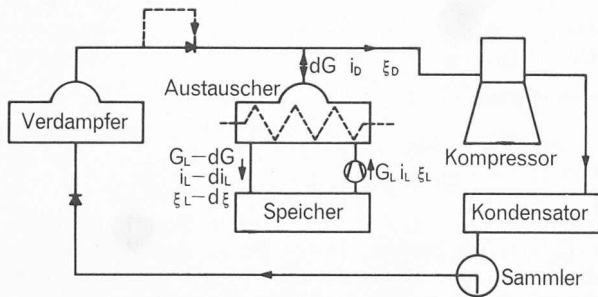 dG i_D ξ_D
Austauscher
Verdampfer
Kompressor
G_L—dG
i_L—di_L
ξ_L—dξ
G_L i_L ξ_L
Speicher
Kondensator
Sammler